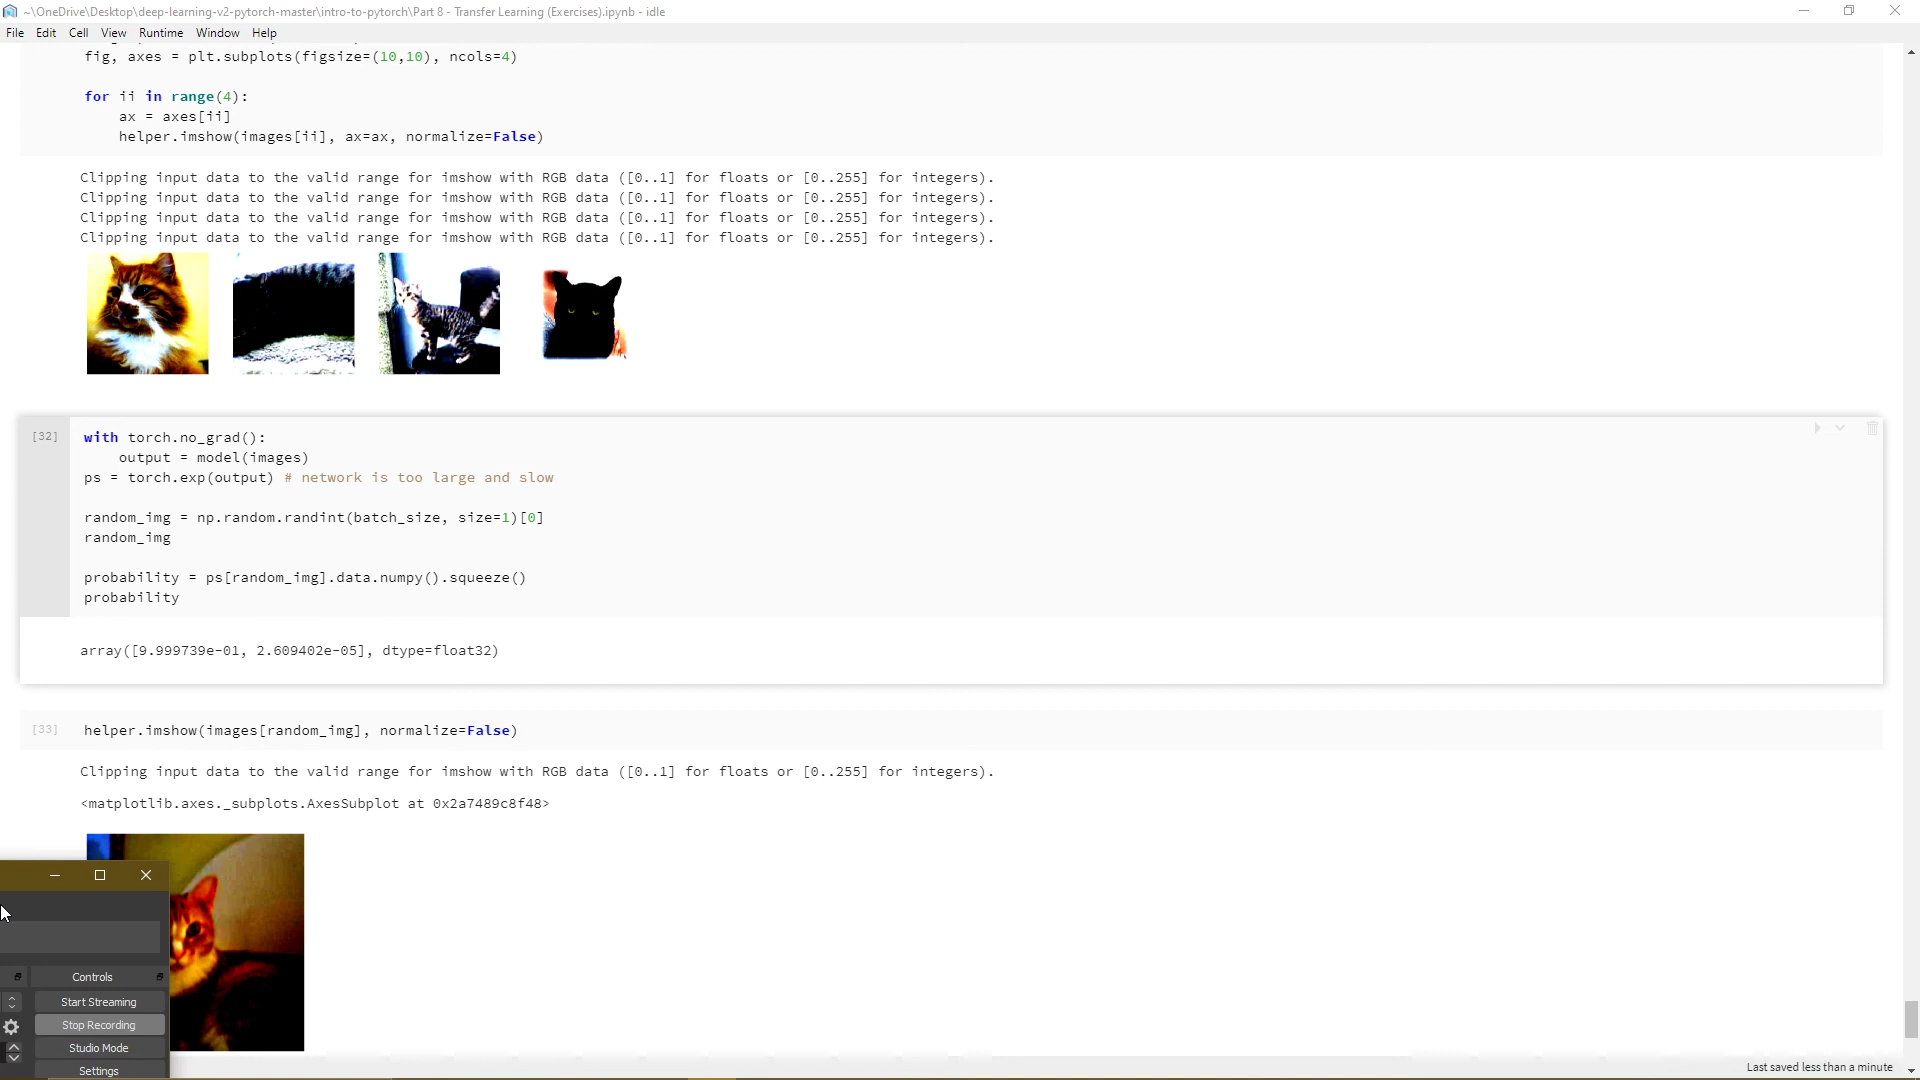 ~\OneDrive\Desktop\deep-learning-v2-pytorch-master\intro-to-pytorch\Part 8 - Transfer Learning (Exercises).ipynb - idle
File Edit Cell View Runtime Window Help
fig, axes = plt.subplots(figsize=(10,10), ncols=4)
for ii in range(4):
ax = axes[ii]
helper.imshow(images[ii], ax=ax, normalize=False)
Clipping input data to the valid range for imshow with RGB data ([0..1] for floats or [0..255] for integers).
Clipping input data to the valid range for imshow with RGB data ([0..1] for floats or [0..255] for integers).
Clipping input data to the valid range for imshow with RGB data ([0..1] for floats or [0..255] for integers).
Clipping input data to the valid range for imshow with RGB data ([0..1] for floats or [0..255] for integers).
[32] with torch.no_grad():
output = model(images)
ps = torch.exp(output) # network is too large and slow
random_img = np.random.randint(batch_size, size=1)[0]
random_img
probability = ps[random_img].data.numpy().squeeze()
probability
array([9.999739e-01, 2.609402e-05], dtype=float32)
[33] helper.imshow(images[random_img], normalize=False)
Clipping input data to the valid range for imshow with RGB data ([0..1] for floats or [0..255] for integers).
<matplotlib.axes._subplots.AxesSubplot at 0x2a7489c8f48>
Controls
Start Streaming
Stop Recording
Studio Mode
Settings
Last saved less than a minute